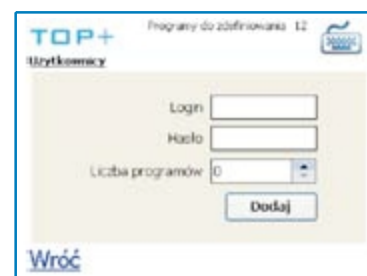 TOP+
Programy do zdefiniowania 12
Użytkownicy
Login
Hasło
Liczba programów 0
Dodaj
Wróć